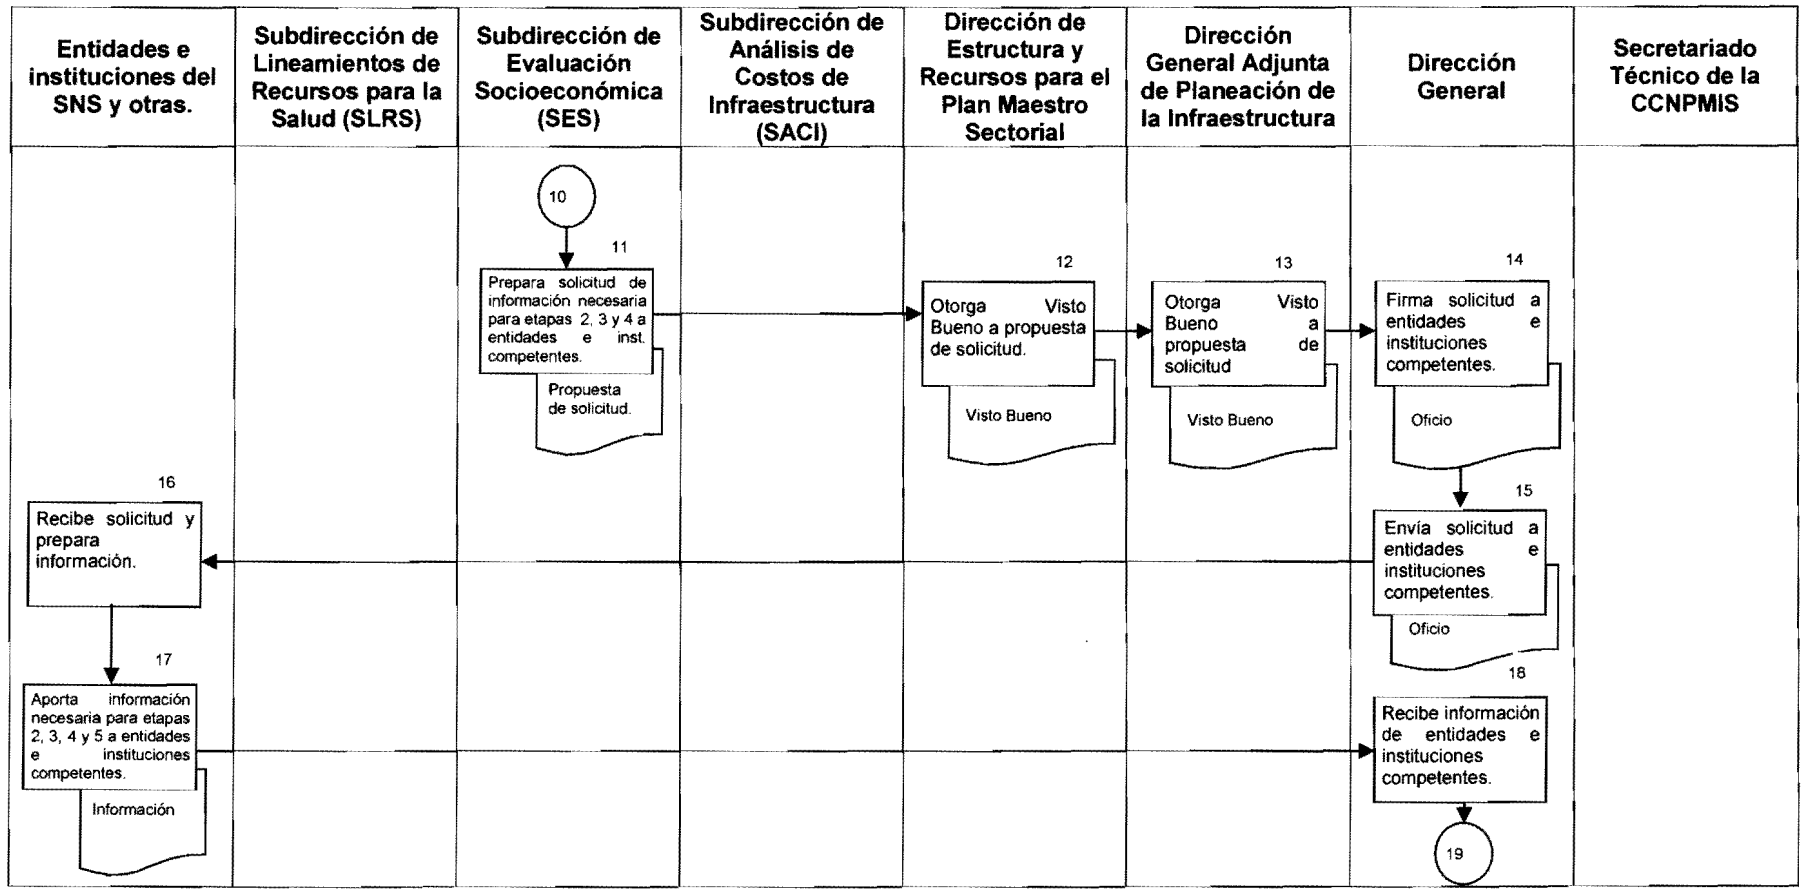 Entidades e
instituciones del
SNS y otras.
Subdirección de
Lineamientos de
Recursos para la
Salud (SLRS)
Subdirección de
Evaluación
Socioeconómica
(SES)
Subdirección de
Análisis de
Costos de
Infraestructura
(SACI)
Dirección de
Estructura y
Recursos para el
Plan Maestro
Sectorial
Dirección
General Adjunta
de Planeación de
la Infraestructura
Dirección
General
Secretariado
Técnico de la
CCNPMIS
10
11
Prepara solicitud de
información necesaria
para etapas 2, 3 y 4 a
entidades e inst.
competentes.
Propuesta
de solicitud.
12
Otorga Visto
Bueno a propuesta
de solicitud.
Visto Bueno
13
Otorga Visto
Bueno a
propuesta de
solicitud
Visto Bueno
14
Firma solicitud a
entidades e
instituciones
competentes.
Oficio
15
Envía solicitud a
entidades e
instituciones
competentes.
Oficio
16
Recibe solicitud y
prepara
información.
17
Aporta información
necesaria para etapas
2, 3, 4 y 5 a entidades
e instituciones
competentes.
Información
18
Recibe información
de entidades e
instituciones
competentes.
19